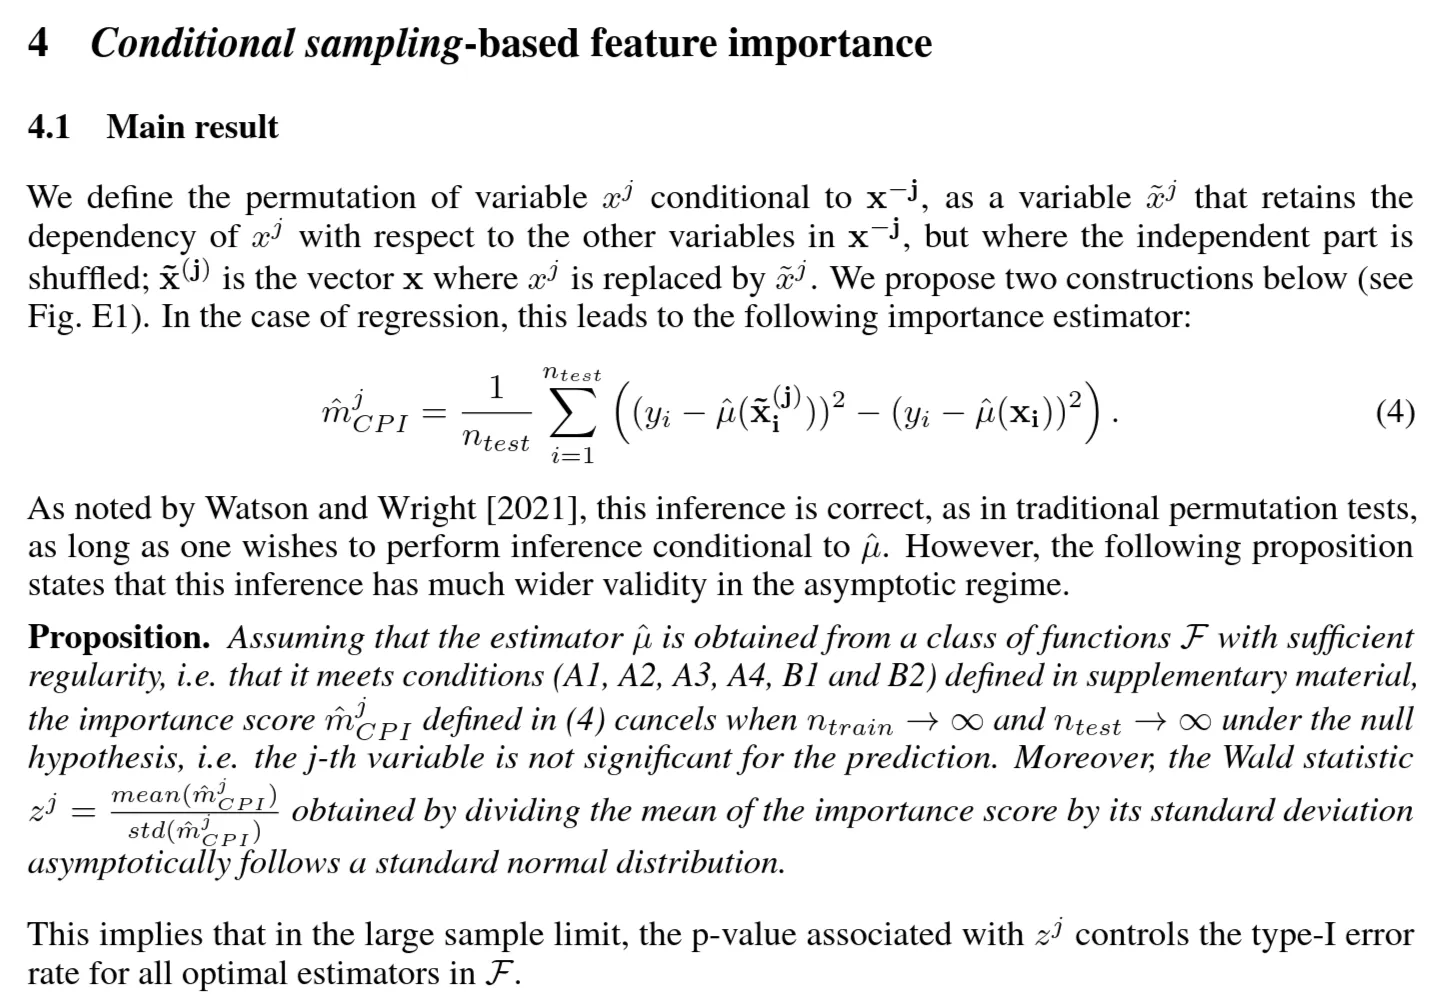 4 Conditional sampling-based feature importance
4.1 Main result
We define the permutation of variable $x^j$ conditional to $\mathbf{x^{-j}}$, as a variable $\tilde{x}^j$ that retains the
dependency of $x^j$ with respect to the other variables in $\mathbf{x^{-j}}$, but where the independent part is
shuffled; $\mathbf{\tilde{x}^{(j)}}$ is the vector $\mathbf{x}$ where $x^j$ is replaced by $\tilde{x}^j$. We propose two constructions below (see
Fig. E1). In the case of regression, this leads to the following importance estimator:
$\hat{m}^j_{CPI} = \frac{1}{n_{test}} \sum_{i=1}^{n_{test}} \left( (y_i - \hat{\mu}(\mathbf{\tilde{x}_i^{(j)}}))^2 - (y_i - \hat{\mu}(\mathbf{x_i}))^2 \right).$ (4)
As noted by Watson and Wright [2021], this inference is correct, as in traditional permutation tests,
as long as one wishes to perform inference conditional to $\hat{\mu}$. However, the following proposition
states that this inference has much wider validity in the asymptotic regime.
Proposition. Assuming that the estimator $\hat{\mu}$ is obtained from a class of functions $\mathcal{F}$ with sufficient
regularity, i.e. that it meets conditions (A1, A2, A3, A4, B1 and B2) defined in supplementary material,
the importance score $\hat{m}^j_{CPI}$ defined in (4) cancels when $n_{train} \to \infty$ and $n_{test} \to \infty$ under the null
hypothesis, i.e. the j-th variable is not significant for the prediction. Moreover, the Wald statistic
$z^j = \frac{mean(\hat{m}^j_{CPI})}{std(\hat{m}^j_{CPI})}$ obtained by dividing the mean of the importance score by its standard deviation
asymptotically follows a standard normal distribution.
This implies that in the large sample limit, the p-value associated with $z^j$ controls the type-I error
rate for all optimal estimators in $\mathcal{F}$.